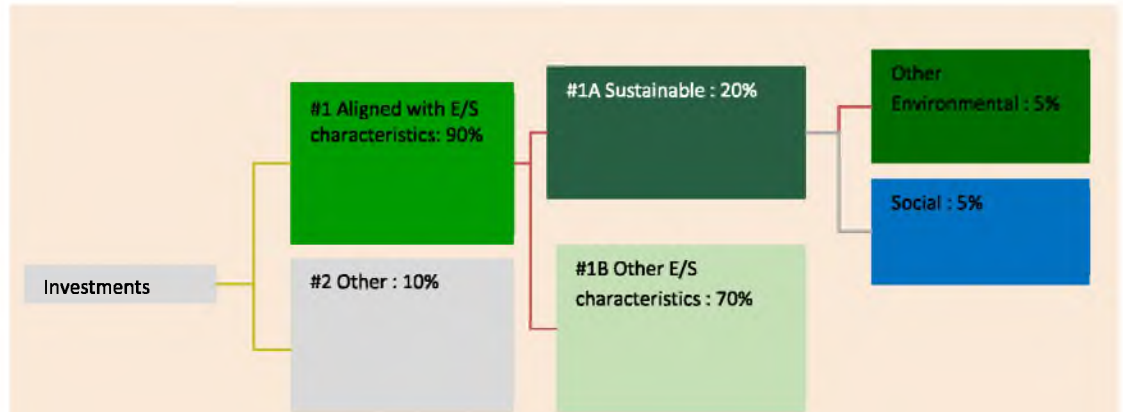 Investments
#1 Aligned with E/S
characteristics: 90%
#2 Other : 10%
#1A Sustainable : 20%
#1B Other E/S
characteristics : 70%
Other
Environmental : 5%
Social : 5%